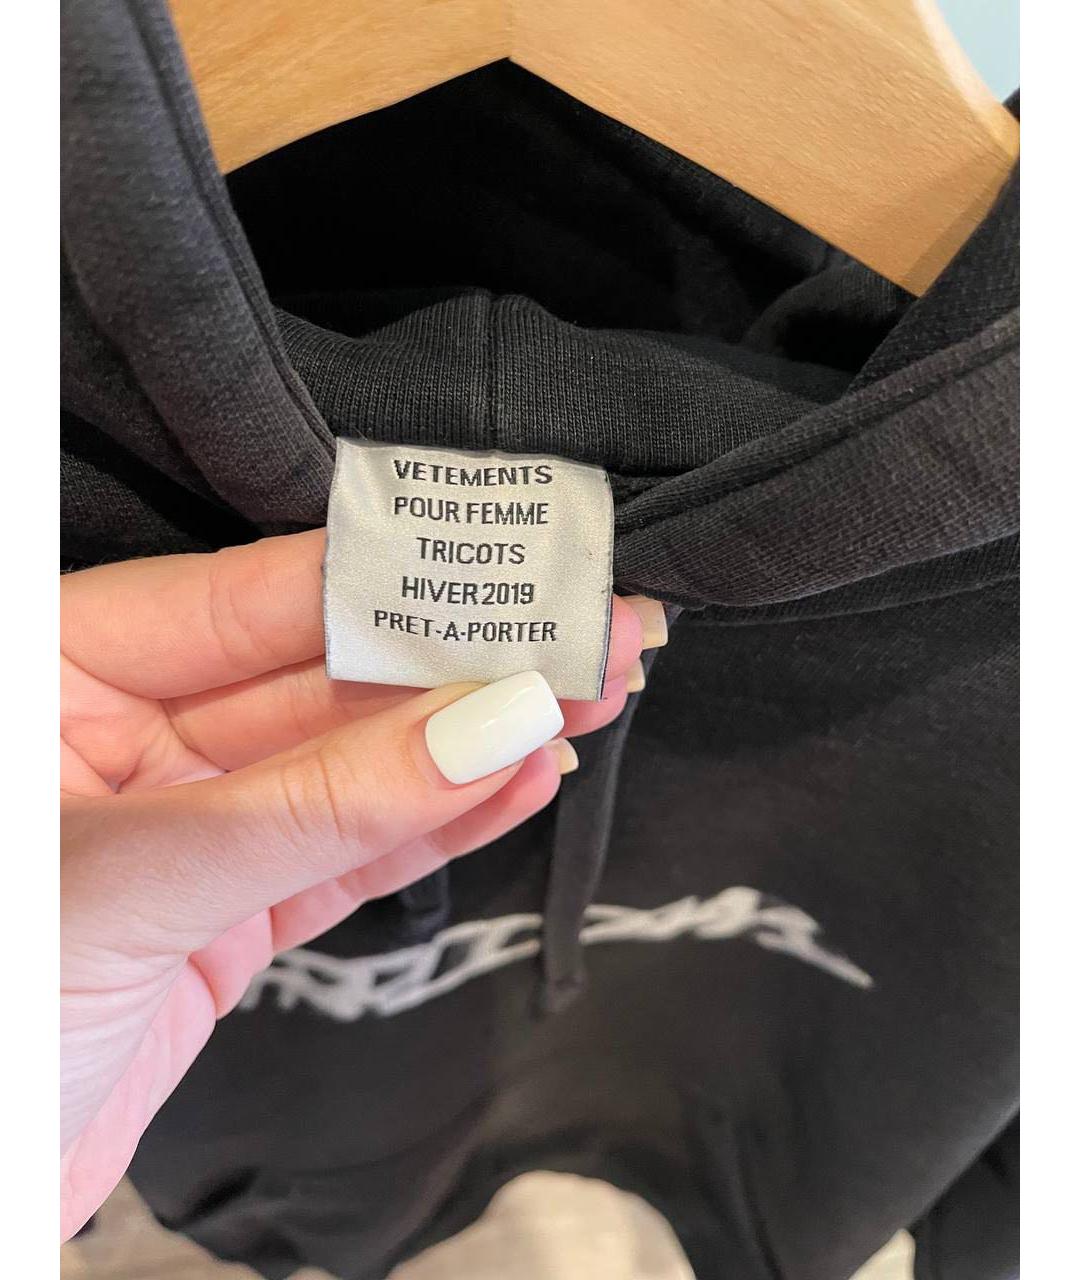 VETEMENTS
POUR FEMME
TRICOTS
HIVER 2019
PRET-A-PORTER